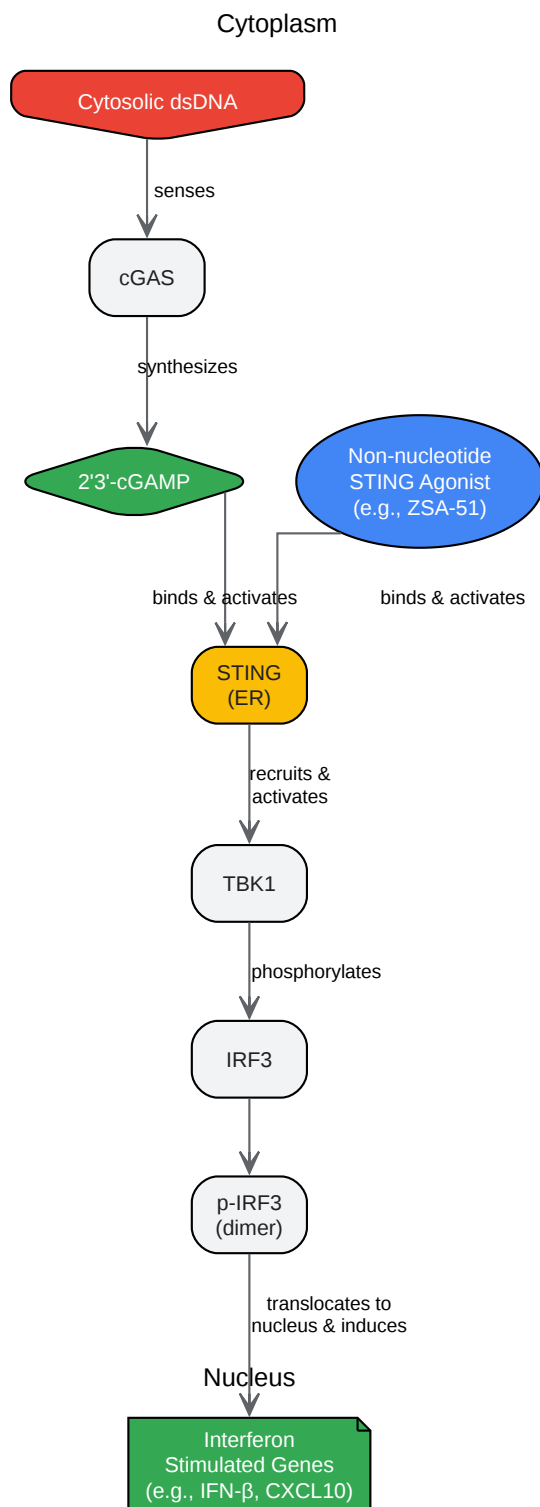 Cytoplasm
Cytosolic dsDNA
senses
cGAS
synthesizes
2'3'-cGAMP
Non-nucleotide
STING Agonist
(e.g., ZSA-51)
binds & activates
binds & activates
STING
(ER)
recruits &
activates
TBK1
phosphorylates
IRF3
p-IRF3
(dimer)
translocates to
nucleus & induces
Nucleus
Interferon
Stimulated Genes
(e.g., IFN-β, CXCL10)